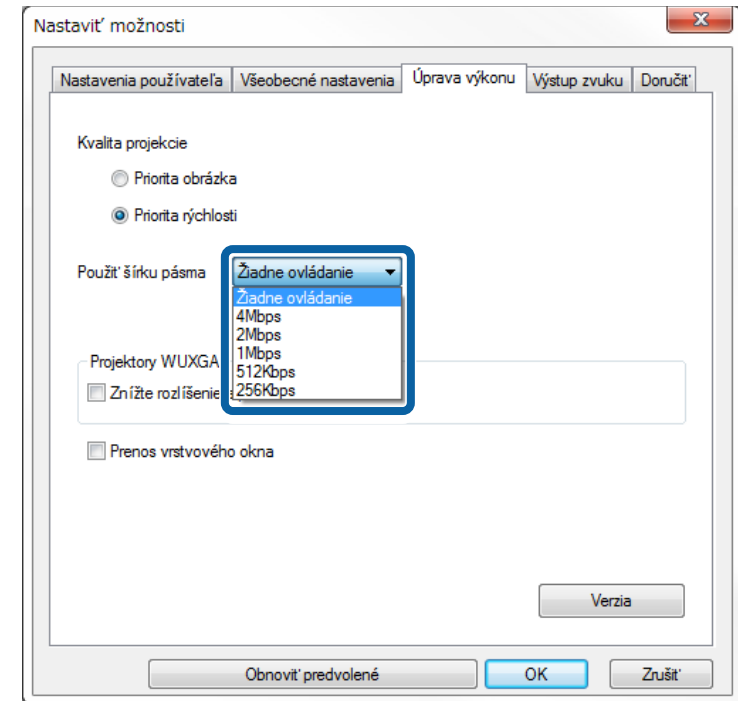 Nastaviť možnosti
Nastavenia používateľa Všeobecné nastavenia Úprava výkonu Výstup zvuku Doručiť
Kvalita projekcie
Priorita obrázka
Priorita rýchlosti
Použiť šírku pásma Žiadne ovládanie
Žiadne ovládanie
4Mbps
2Mbps
1Mbps
512Kbps
256Kbps
Projektory WUXGA
Znížte rozlíšenie
Prenos vrstvového okna
Verzia
Obnoviť predvolené OK Zrušiť